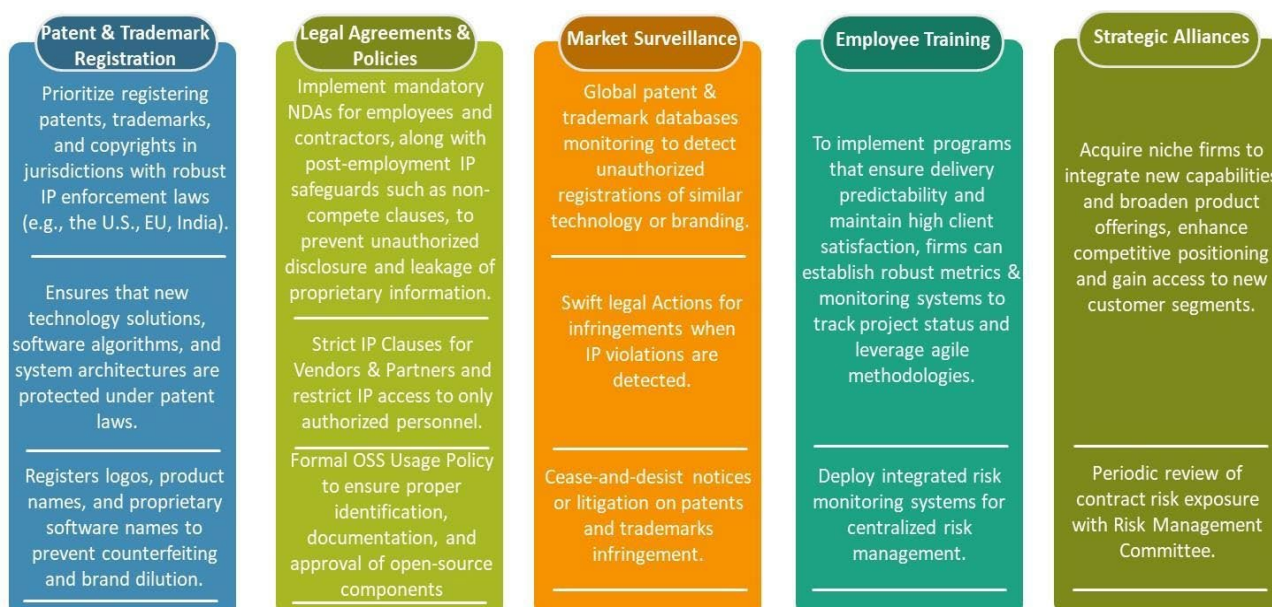 Patent & Trademark
Registration
Prioritize registering
patents, trademarks,
and copyrights in
jurisdictions with robust
IP enforcement laws
(e.g., the U.S., EU, India).
Ensures that new
technology solutions,
software algorithms, and
system architectures are
protected under patent
laws.
Registers logos, product
names, and proprietary
software names to
prevent counterfeiting
and brand dilution.
Legal Agreements &
Policies
Implement mandatory
NDAs for employees and
contractors, along with
post-employment IP
safeguards such as non-
compete clauses, to
prevent unauthorized
disclosure and leakage of
proprietary information.
Strict IP Clauses for
Vendors & Partners and
restrict IP access to only
authorized personnel.
Formal OSS Usage Policy
to ensure proper
identification,
documentation, and
approval of open-source
components
Market Surveillance
Global patent &
trademark databases
monitoring to detect
unauthorized
registrations of similar
technology or branding.
Swift legal Actions for
infringements when
IP violations are
detected.
Cease-and-desist notices
or litigation on patents
and trademarks
infringement.
Employee Training
To implement programs
that ensure delivery
predictability and
maintain high client
satisfaction, firms can
establish robust metrics &
monitoring systems to
track project status and
leverage agile
methodologies.
Deploy integrated risk
monitoring systems for
centralized risk
management.
Strategic Alliances
Acquire niche firms to
integrate new capabilities
and broaden product
offerings, enhance
competitive positioning
and gain access to new
customer segments.
Periodic review of
contract risk exposure
with Risk Management
Committee.